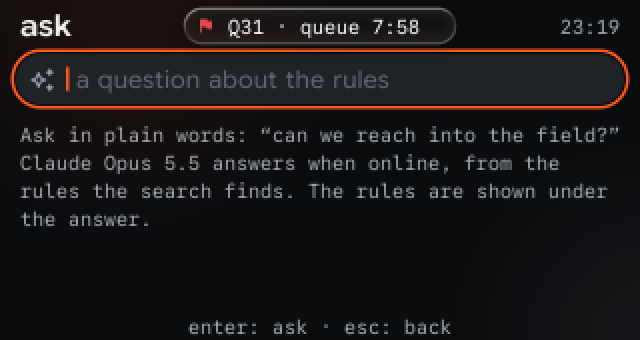 ask
Q31 · queue 7:58
23:19
a question about the rules
Ask in plain words: “can we reach into the field?”
Claude Opus 5.5 answers when online, from the
rules the search finds. The rules are shown under
the answer.
enter: ask · esc: back